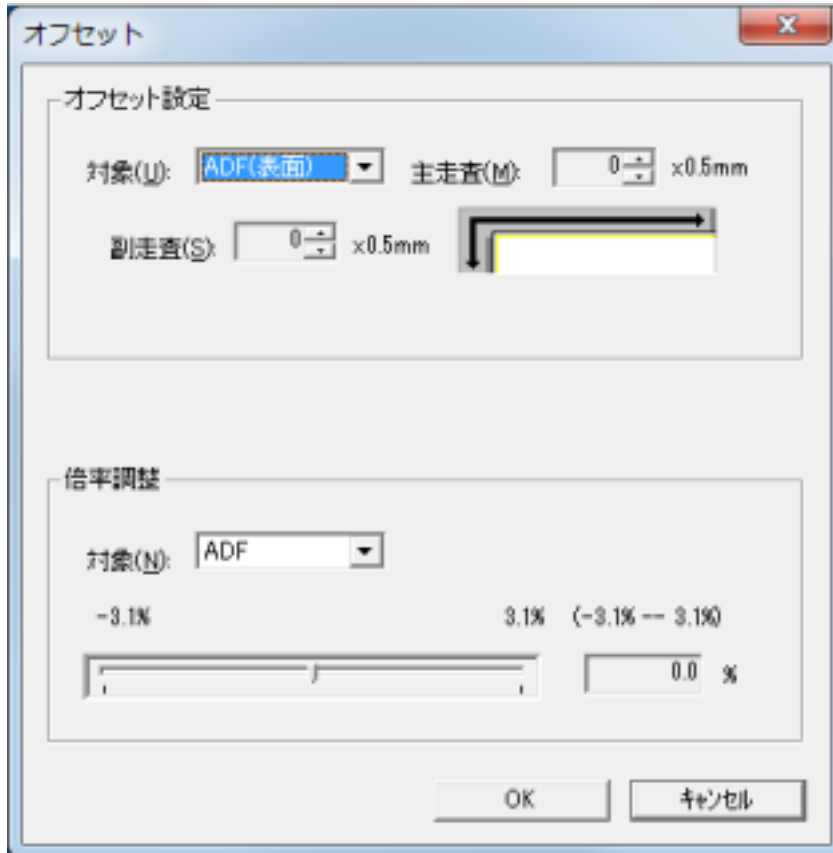 オフセット
オフセット設定
対象(U): ADF(表面) 主走査(M): 0 x0.5mm
副走査(S): 0 x0.5mm
倍率調整
対象(N): ADF
-3.1% 3.1% (-3.1% -- 3.1%)
0.0 %
OK キャンセル